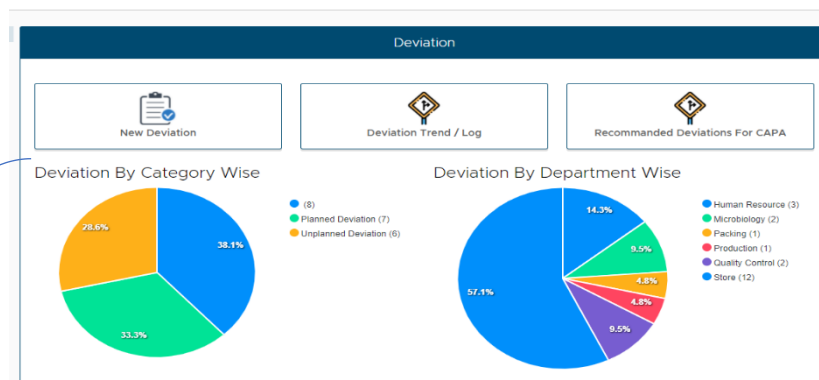 Deviation
New Deviation
Deviation Trend / Log
Recommanded Deviations For CAPA
Deviation By Category Wise
38.1%
33.3%
28.6%
(8)
Planned Deviation (7)
Unplanned Deviation (6)
Deviation By Department Wise
14.3%
9.5%
4.8%
4.8%
9.5%
57.1%
Human Resource (3)
Microbiology (2)
Packing (1)
Production (1)
Quality Control (2)
Store (12)